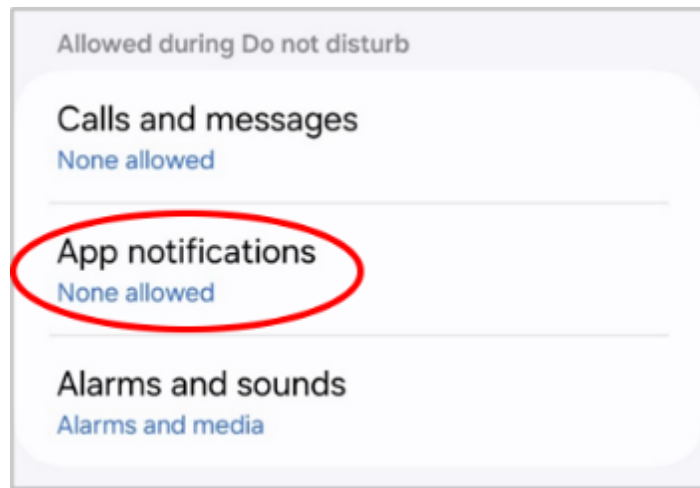 Allowed during Do not disturb
Calls and messages
None allowed
App notifications
None allowed
Alarms and sounds
Alarms and media